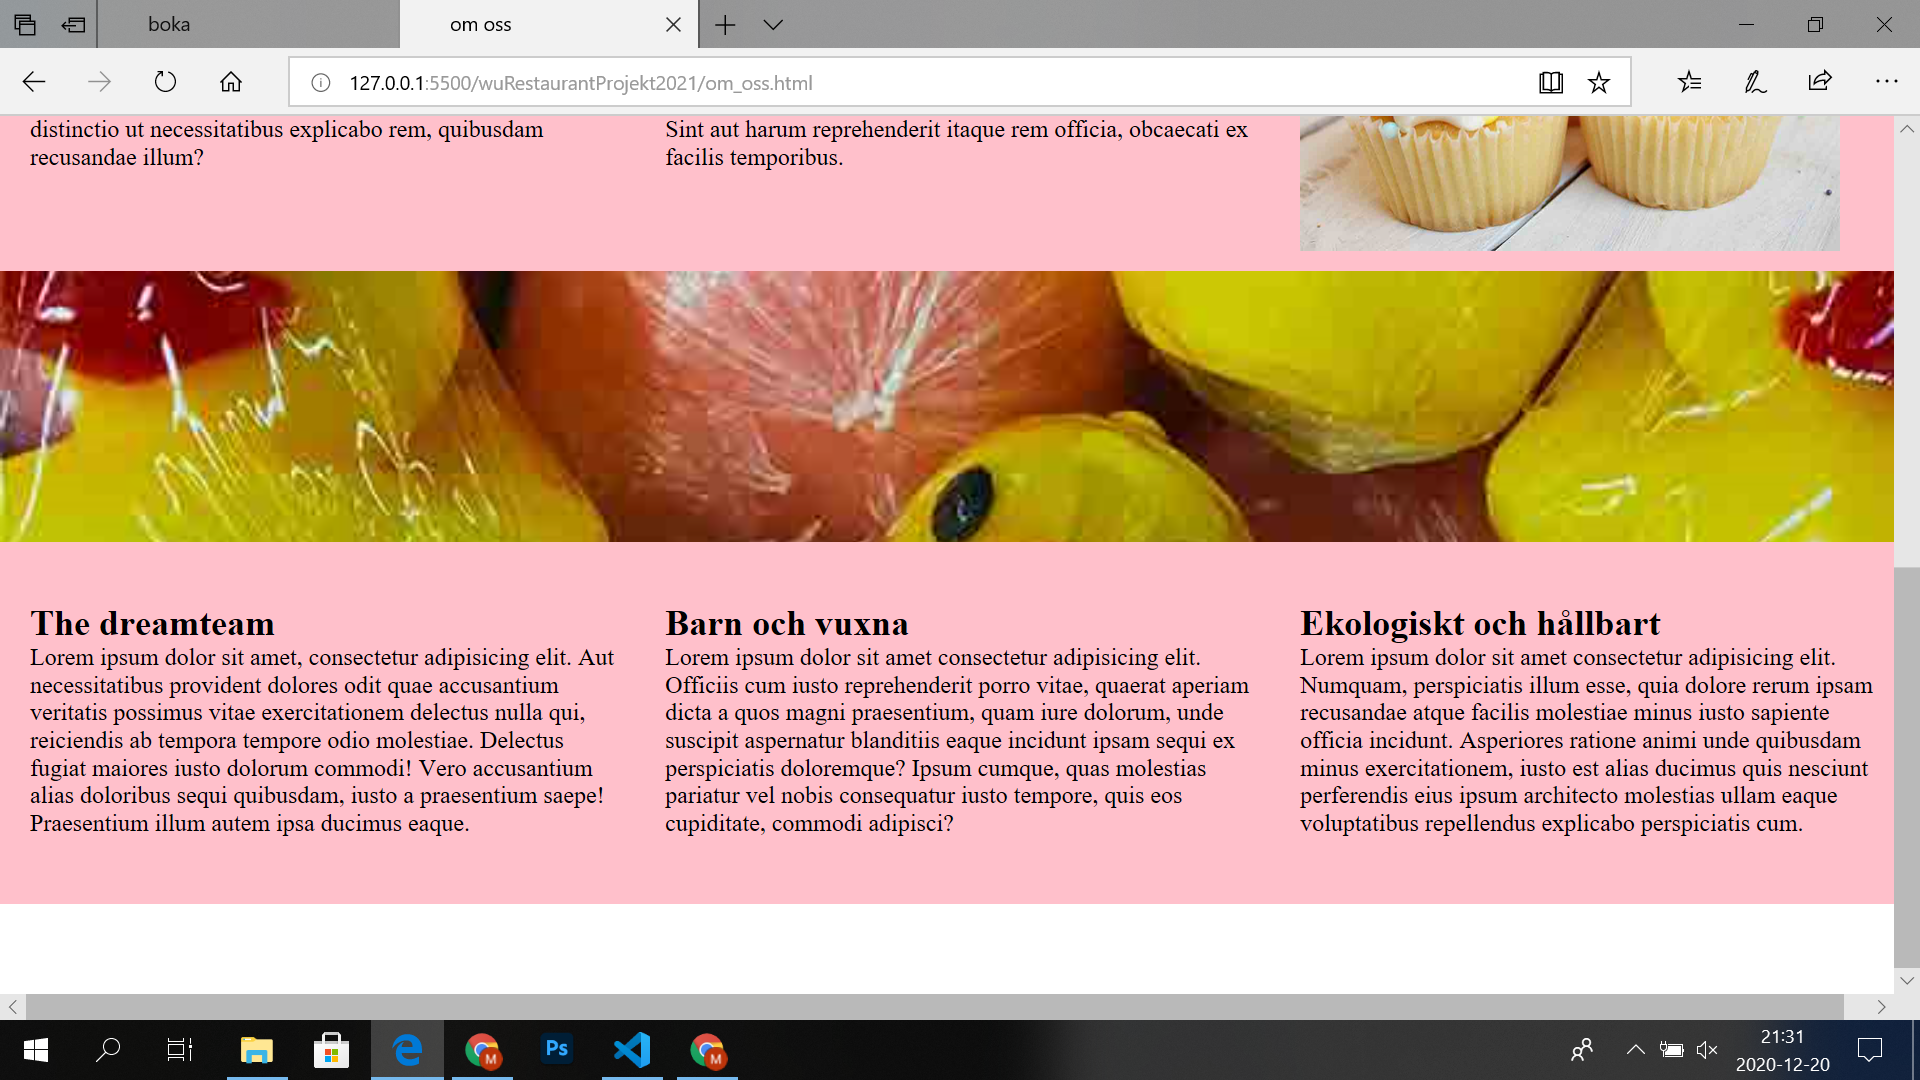 boka
om oss
127.0.0.1:5500/wuRestaurantProjekt2021/om_oss.html
distinctio ut necessitatibus explicabo rem, quibusdam
recusandae illum?
Sint aut harum reprehenderit itaque rem officia, obcaecati ex
facilis temporibus.
The dreamteam
Lorem ipsum dolor sit amet, consectetur adipisicing elit. Aut
necessitatibus provident dolores odit quae accusantium
veritatis possimus vitae exercitationem delectus nulla qui,
reiciendis ab tempora tempore odio molestiae. Delectus
fugiat maiores iusto dolorum commodi! Vero accusantium
alias doloribus sequi quibusdam, iusto a praesentium saepe!
Praesentium illum autem ipsa ducimus eaque.
Barn och vuxna
Lorem ipsum dolor sit amet consectetur adipisicing elit.
Officiis cum iusto reprehenderit porro vitae, quaerat aperiam
dicta a quos magni praesentium, quam iure dolorum, unde
suscipit aspernatur blanditiis eaque incidunt ipsam sequi ex
perspiciatis doloremque? Ipsum cumque, quas molestias
pariatur vel nobis consequatur iusto tempore, quis eos
cupiditate, commodi adipisci?
Ekologiskt och hållbart
Lorem ipsum dolor sit amet consectetur adipisicing elit.
Numquam, perspiciatis illum esse, quia dolore rerum ipsam
recusandae atque facilis molestiae minus iusto sapiente
officia incidunt. Asperiores ratione animi unde quibusdam
minus exercitationem, iusto est alias ducimus quis nesciunt
perferendis eius ipsum architecto molestias ullam eaque
voluptatibus repellendus explicabo perspiciatis cum.
M
Ps
M
21:31
2020-12-20